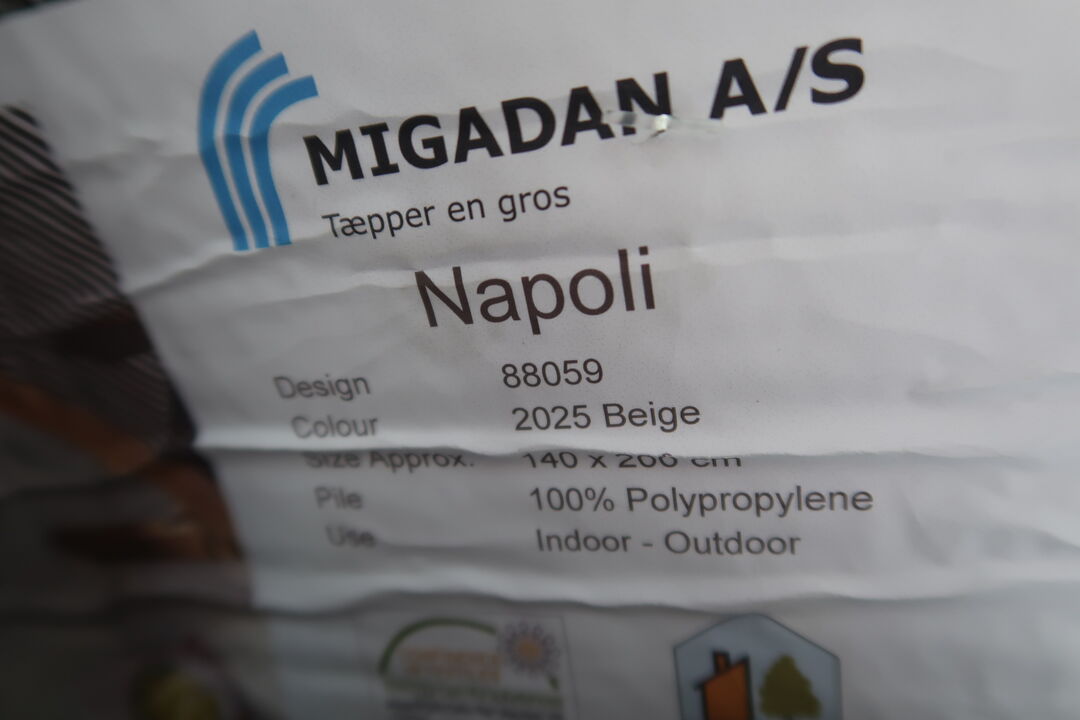 MIGADAN A/S
Tæpper en gros
Napoli
Design 88059
Colour 2025 Beige
Size Approx. 140 x 200 cm
Pile 100% Polypropylene
Use Indoor - Outdoor